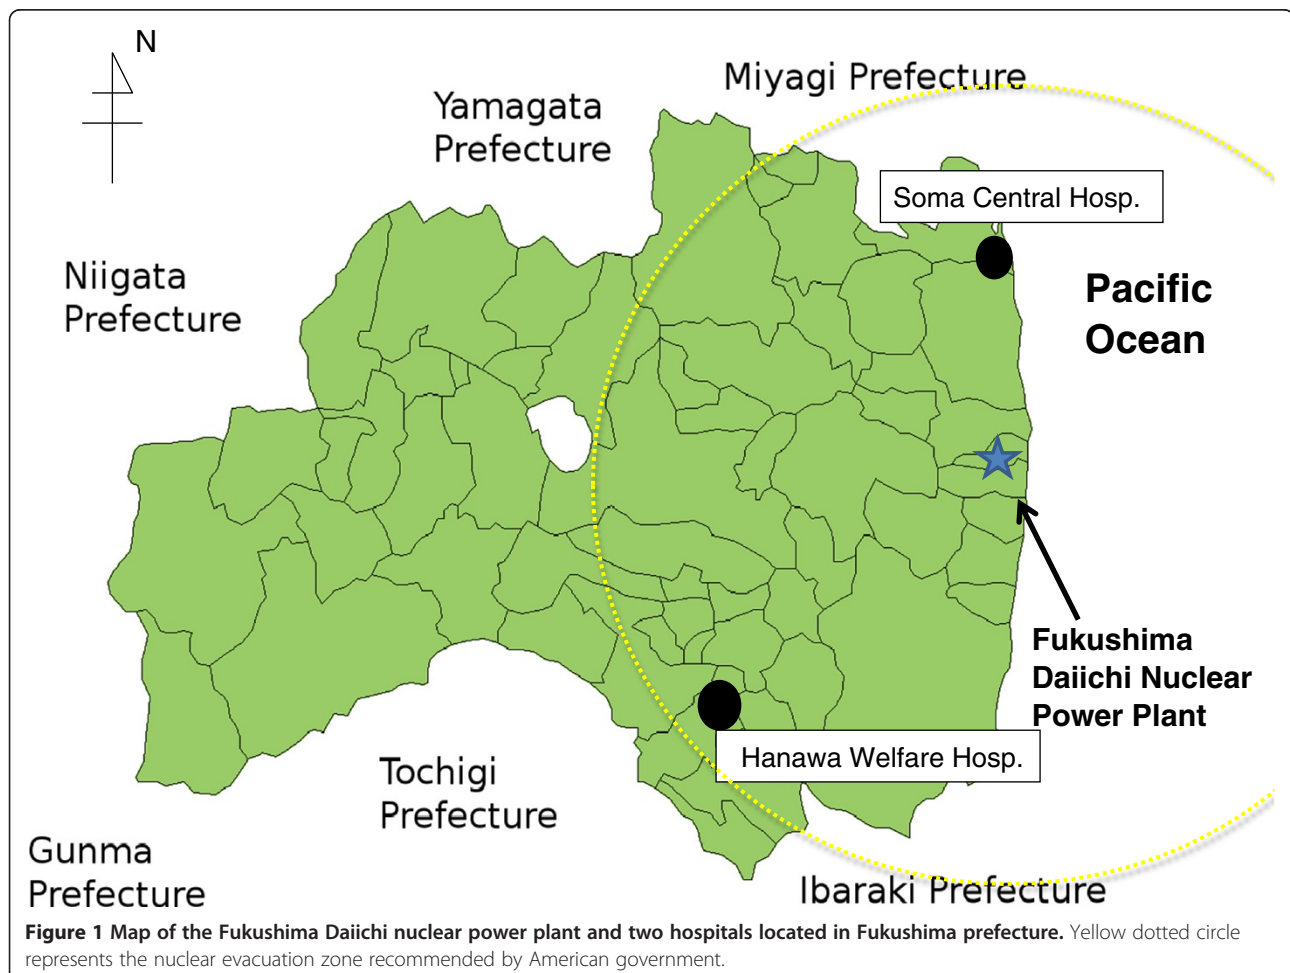 N
Miyagi Prefecture
Yamagata
Prefecture
Soma Central Hosp.
Niigata
Prefecture
Pacific
Ocean
Fukushima
Daiichi Nuclear
Power Plant
Hanawa Welfare Hosp.
Tochigi
Prefecture
Gunma
Prefecture
Ibaraki Prefecture
Figure 1 Map of the Fukushima Daiichi nuclear power plant and two hospitals located in Fukushima prefecture. Yellow dotted circle
represents the nuclear evacuation zone recommended by American government.